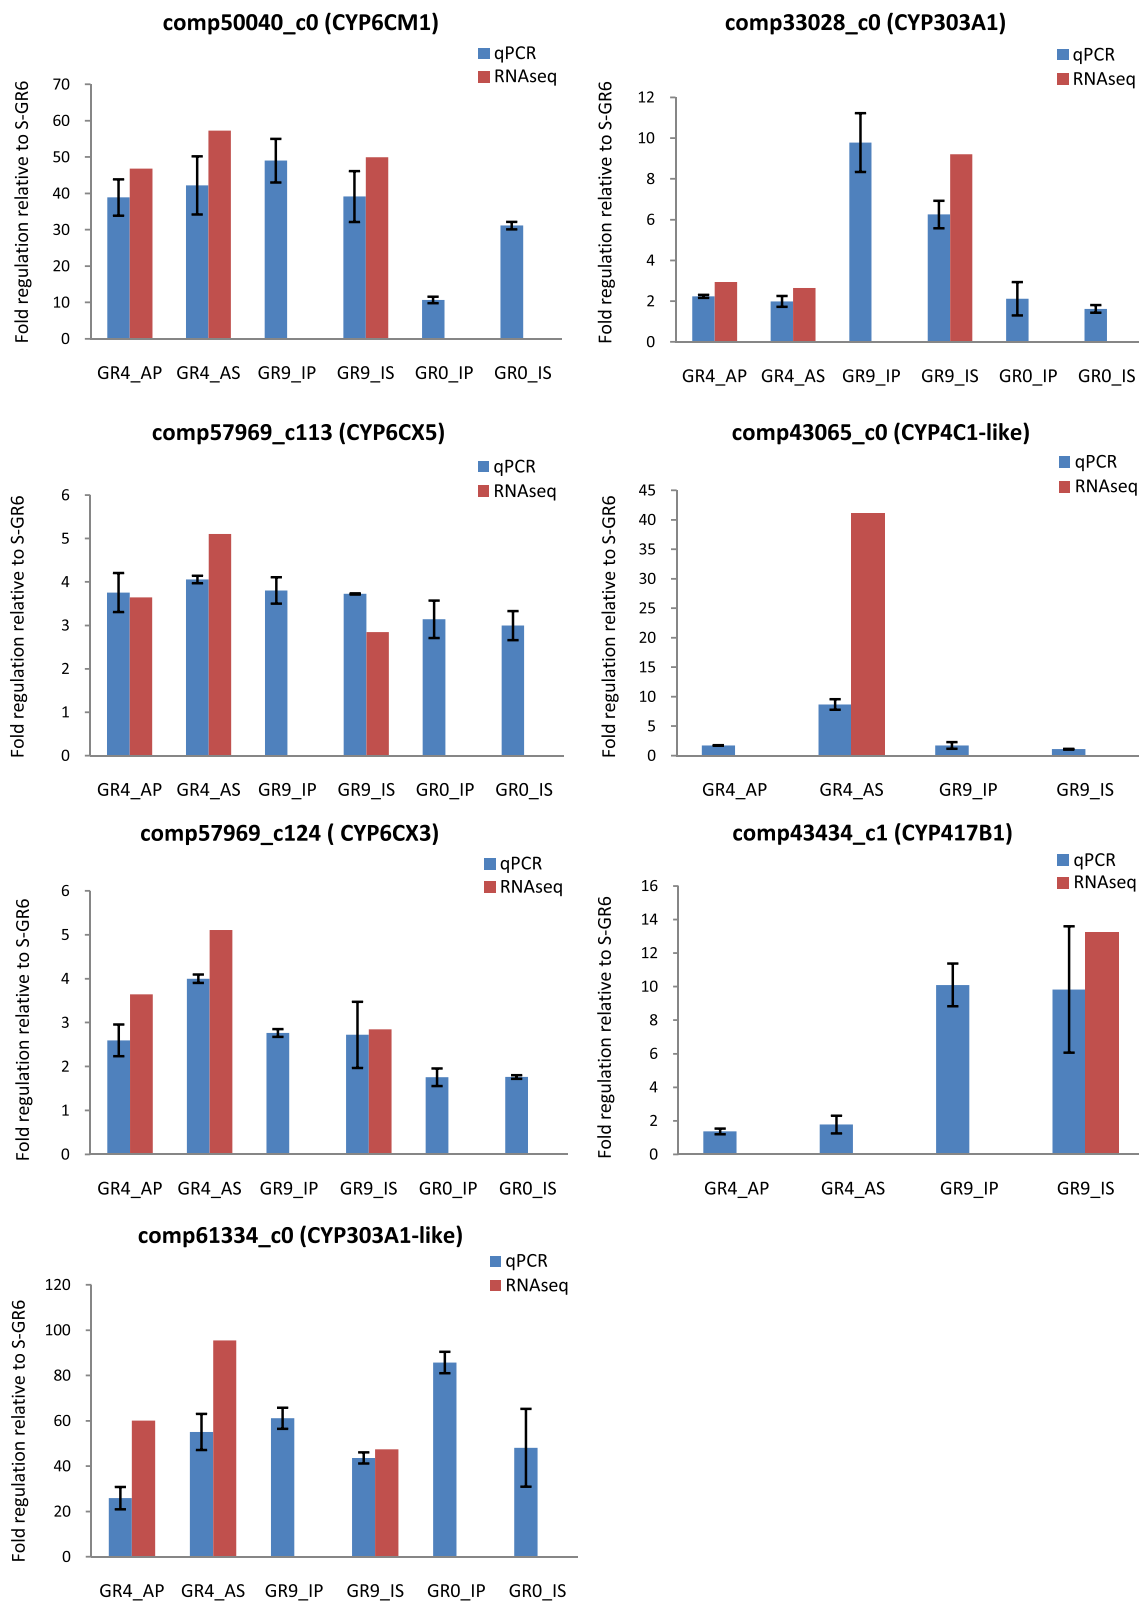 comp50040_c0 (CYP6CM1)
qPCR
RNAseq
Fold regulation relative to S-GR6
70
60
50
40
30
20
10
0
GR4_AP GR4_AS GR9_IP GR9_IS GR0_IP GR0_IS
comp33028_c0 (CYP303A1)
qPCR
RNAseq
Fold regulation relative to S-GR6
12
10
8
6
4
2
0
GR4_AP GR4_AS GR9_IP GR9_IS GR0_IP GR0_IS
comp57969_c113 (CYP6CX5)
qPCR
RNAseq
Fold regulation relative to S-GR6
6
5
4
3
2
1
0
GR4_AP GR4_AS GR9_IP GR9_IS GR0_IP GR0_IS
comp43065_c0 (CYP4C1-like)
qPCR
RNAseq
Fold regulation relative to S-GR6
45
40
35
30
25
20
15
10
5
0
GR4_AP GR4_AS GR9_IP GR9_IS
comp57969_c124 ( CYP6CX3)
qPCR
RNAseq
Fold regulation relative to S-GR6
6
5
4
3
2
1
0
GR4_AP GR4_AS GR9_IP GR9_IS GR0_IP GR0_IS
comp43434_c1 (CYP417B1)
qPCR
RNAseq
Fold regulation relative to S-GR6
16
14
12
10
8
6
4
2
0
GR4_AP GR4_AS GR9_IP GR9_IS
comp61334_c0 (CYP303A1-like)
qPCR
RNAseq
Fold regulation relative to S-GR6
120
100
80
60
40
20
0
GR4_AP GR4_AS GR9_IP GR9_IS GR0_IP GR0_IS